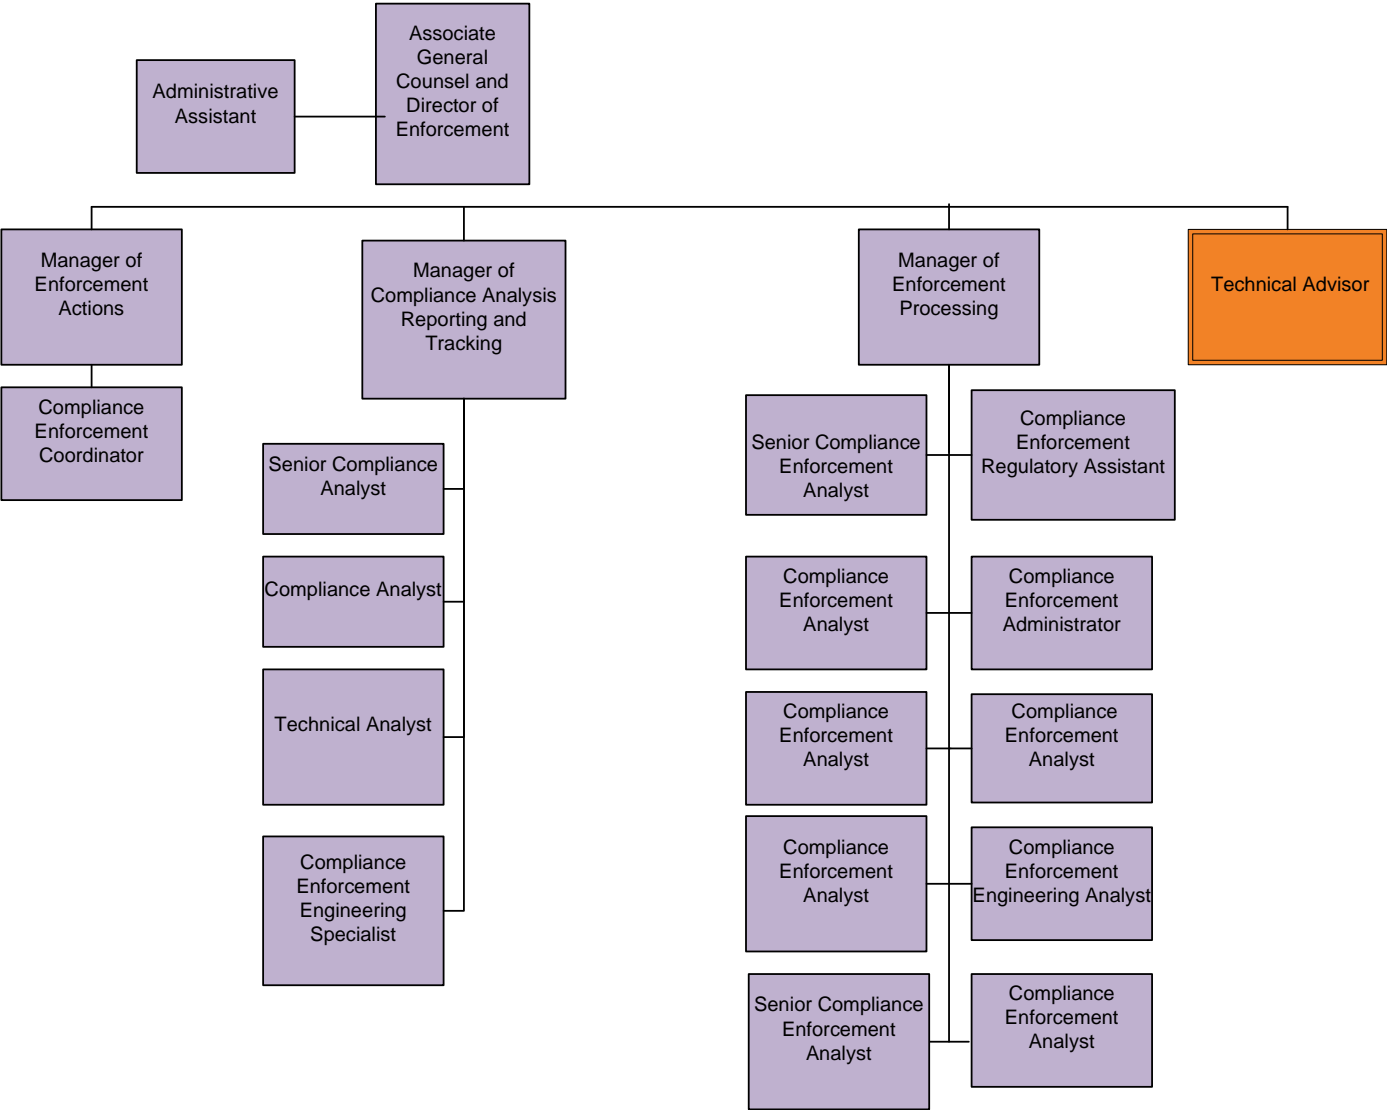 Associate
General
Counsel and
Director of
Enforcement
Administrative
Assistant
Manager of
Enforcement
Actions
Manager of
Compliance Analysis
Reporting and
Tracking
Manager of
Enforcement
Processing
Technical Advisor
Compliance
Enforcement
Coordinator
Senior Compliance
Analyst
Compliance Analyst
Technical Analyst
Compliance
Enforcement
Engineering
Specialist
Senior Compliance
Enforcement
Analyst
Compliance
Enforcement
Regulatory Assistant
Compliance
Enforcement
Analyst
Compliance
Enforcement
Administrator
Compliance
Enforcement
Analyst
Compliance
Enforcement
Analyst
Compliance
Enforcement
Analyst
Compliance
Enforcement
Engineering Analyst
Senior Compliance
Enforcement
Analyst
Compliance
Enforcement
Analyst